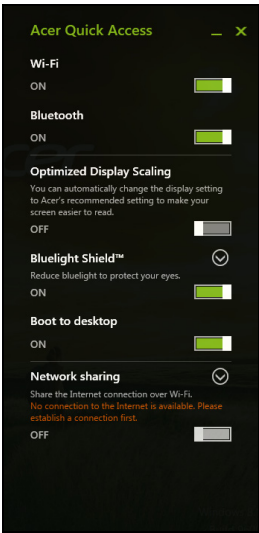 Acer Quick Access
Wi-Fi
ON
Bluetooth
ON
Optimized Display Scaling
You can automatically change the display setting
to Acer's recommended setting to make your
screen easier to read.
OFF
Bluelight Shield™
Reduce bluelight to protect your eyes.
ON
Boot to desktop
ON
Network sharing
Share the Internet connection over Wi-Fi.
No connection to the Internet is available. Please
establish a connection first.
OFF